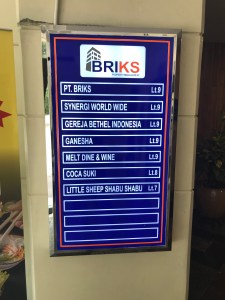 BRIKS
PT. BRIKS Lt.9
SYNERGI WORLD WIDE Lt.9
GEREJA BETHEL INDONESIA Lt.9
GANESHA Lt.9
MELT DINE & WINE Lt.9
COCA SUKI Lt.8
LITTLE SHEEP SHABU SHABU Lt.7